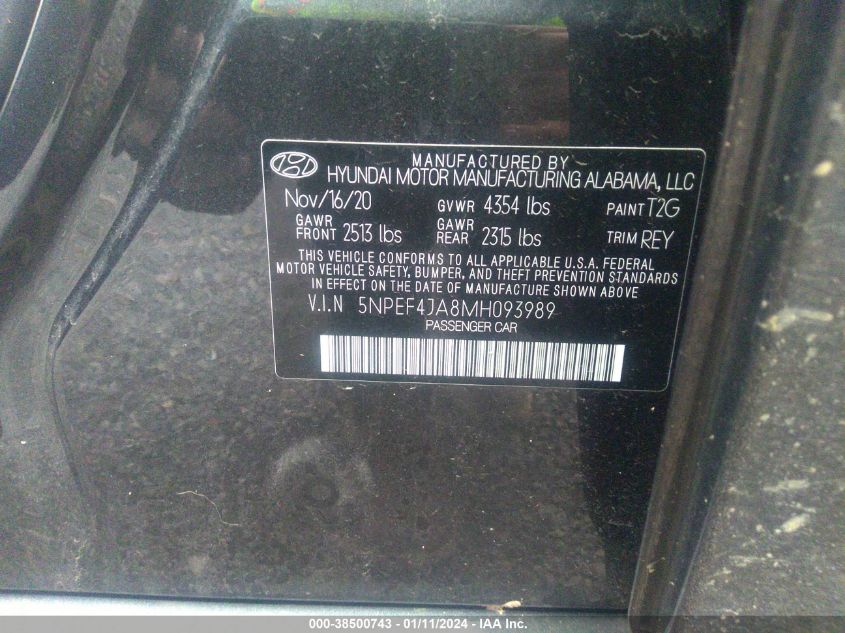 MANUFACTURED BY
HYUNDAI MOTOR MANUFACTURING ALABAMA, LLC
Nov/16/20 GVWR 4354 lbs PAINT T2G
GAWR FRONT 2513 lbs GAWR REAR 2315 lbs TRIM REY
THIS VEHICLE CONFORMS TO ALL APPLICABLE U.S.A. FEDERAL
MOTOR VEHICLE SAFETY, BUMPER, AND THEFT PREVENTION STANDARDS
IN EFFECT ON THE DATE OF MANUFACTURE SHOWN ABOVE
V.I.N 5NPEF4JA8MH093989
PASSENGER CAR
000-38500743 — 01/11/2024 - IAA Inc.